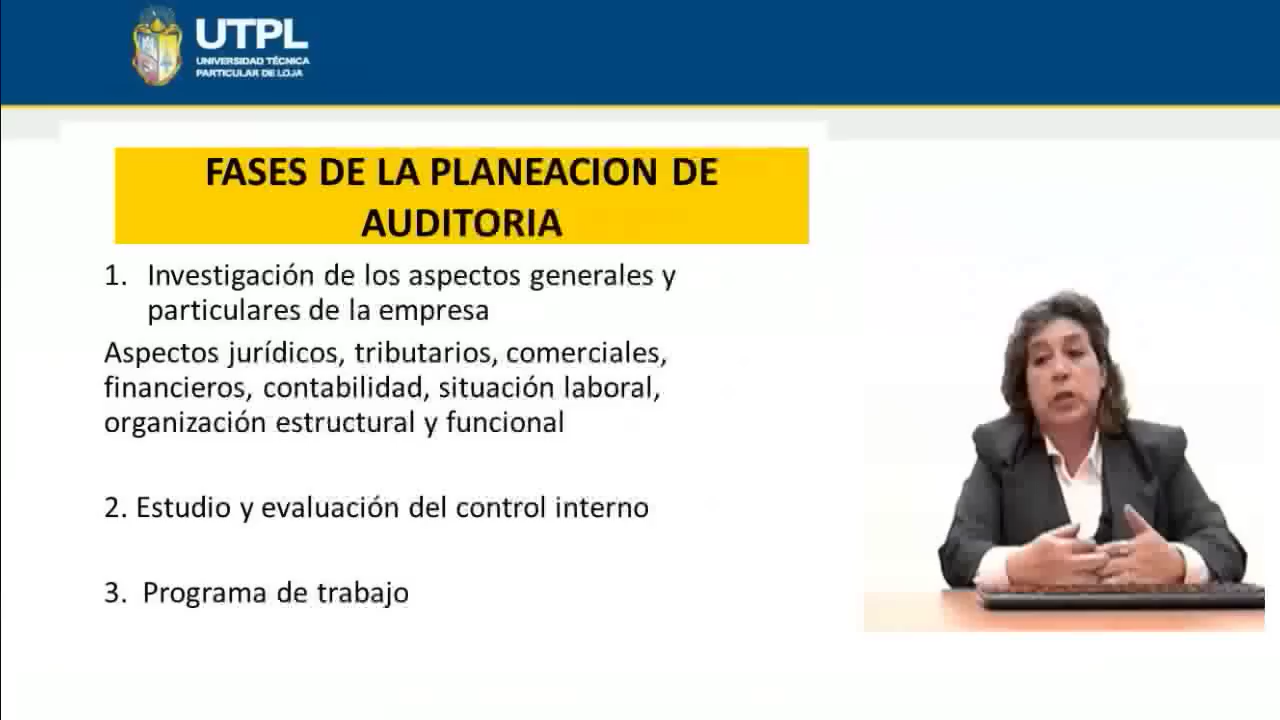 UTPL
UNIVERSIDAD TÉCNICA
PARTICULAR DE LOJA
FASES DE LA PLANEACION DE
AUDITORIA
1. Investigación de los aspectos generales y
particulares de la empresa
Aspectos jurídicos, tributarios, comerciales,
financieros, contabilidad, situación laboral,
organización estructural y funcional
2. Estudio y evaluación del control interno
3. Programa de trabajo